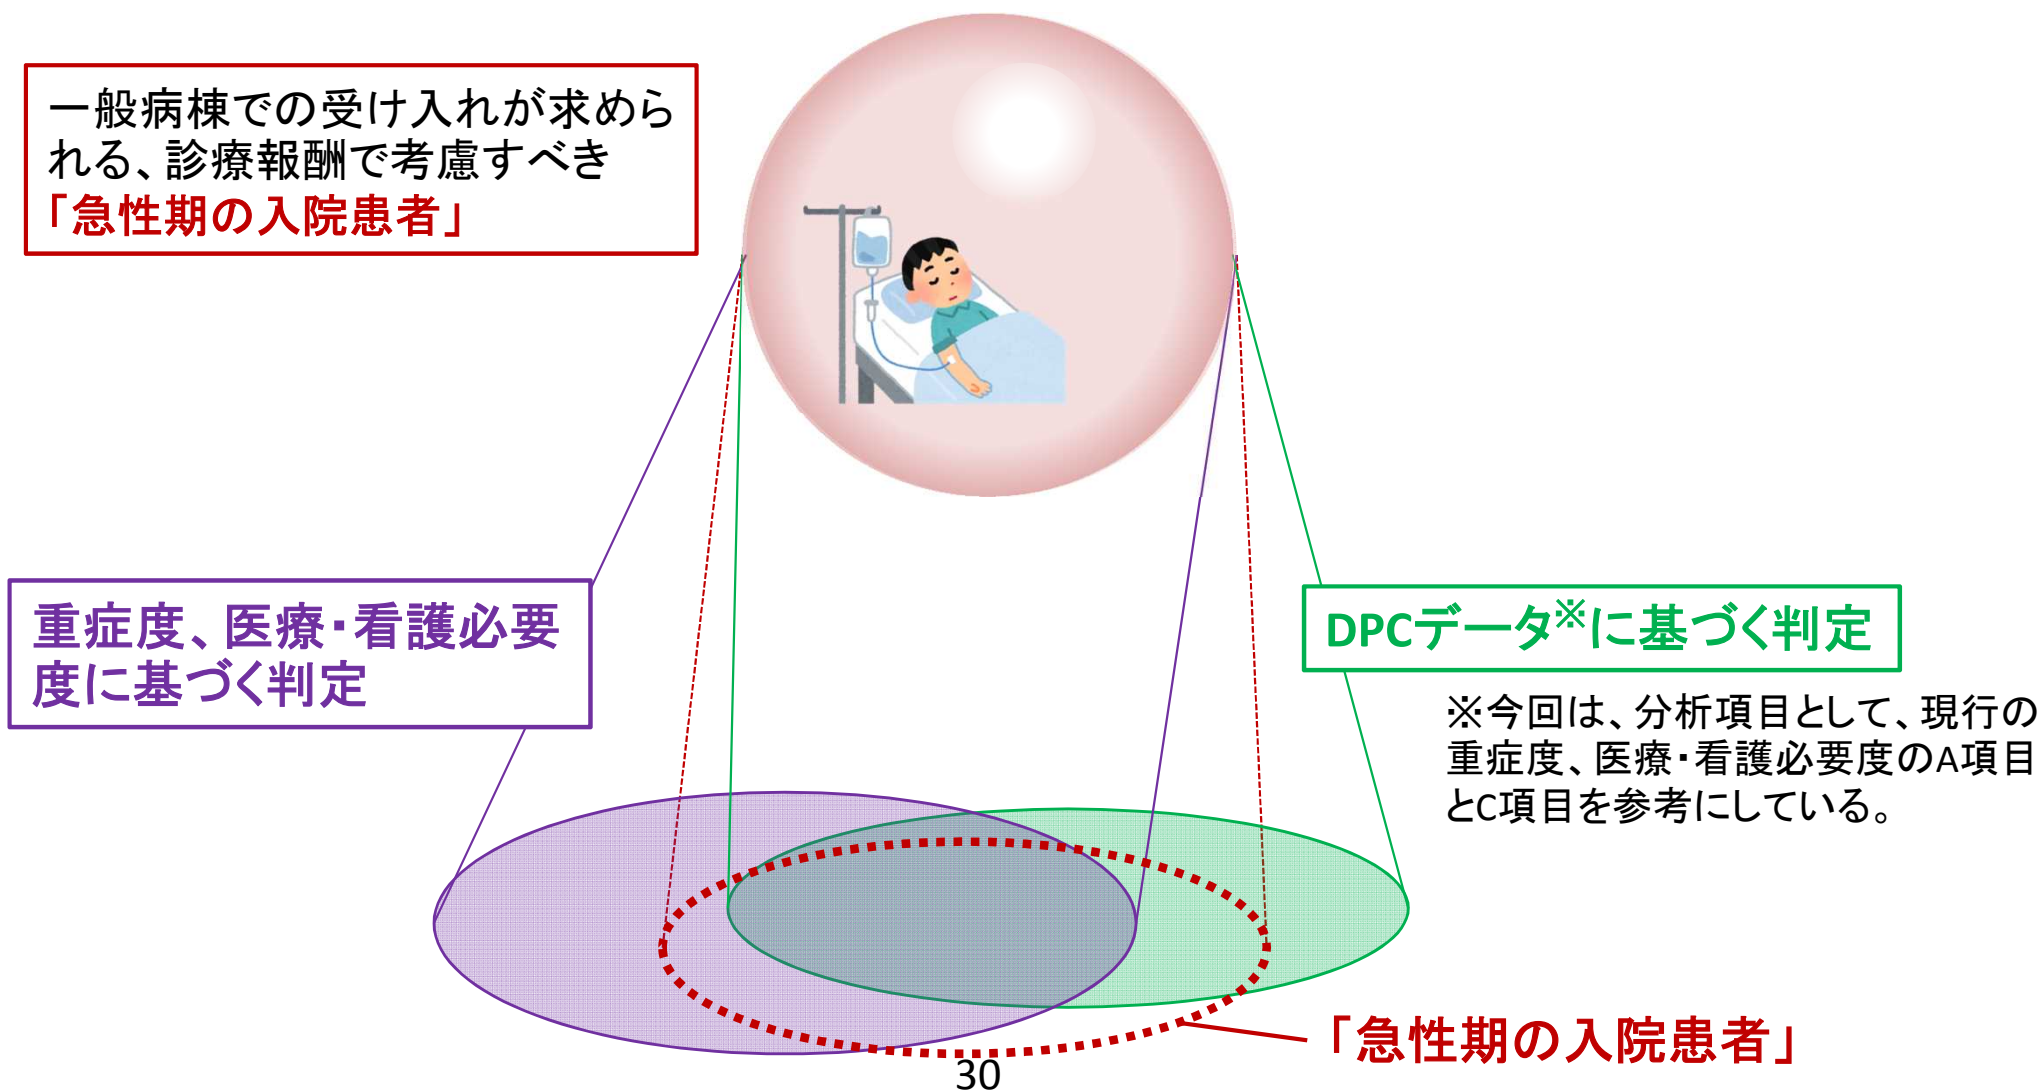 一般病棟での受け入れが求めら
れる、診療報酬で考慮すべき
「急性期の入院患者」
重症度、医療・看護必要
度に基づく判定
DPCデータ※に基づく判定
※今回は、分析項目として、現行の
重症度、医療・看護必要度のA項目
とC項目を参考にしている。
「急性期の入院患者」
30